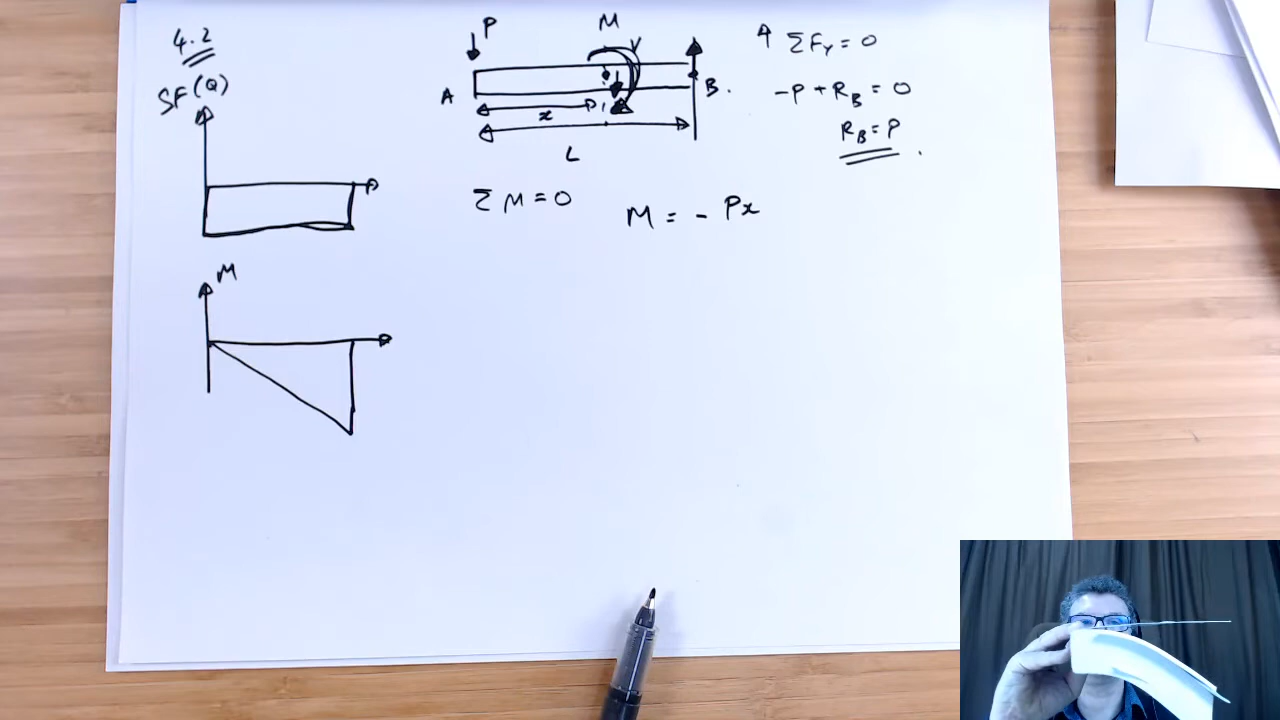 4.2
SF(Q)
M
P
M
V
A
B.
x
L
ΣM = 0
M = - Px
↑ ΣFy = 0
-P + RB = 0
RB = P